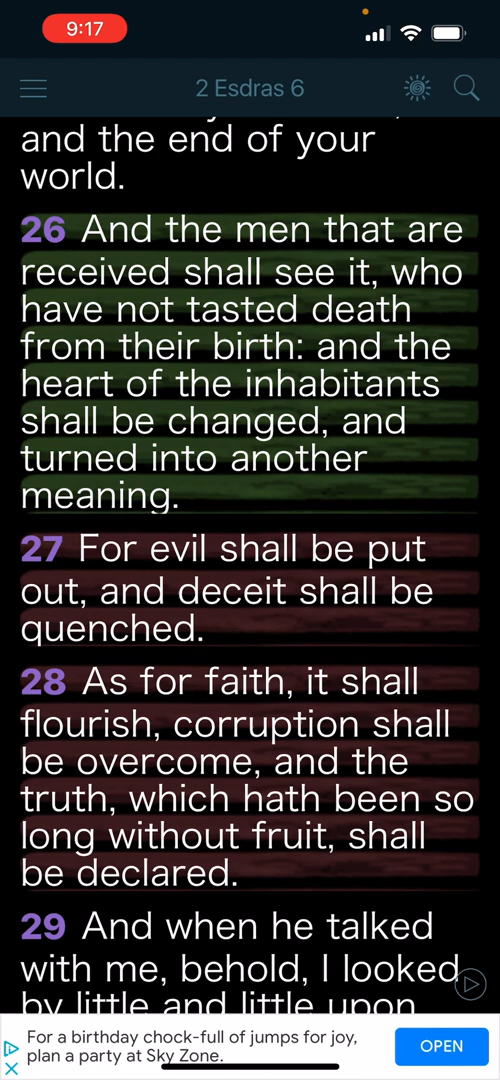 9:17
2 Esdras 6
and the end of your
world.
26 And the men that are
received shall see it, who
have not tasted death
from their birth: and the
heart of the inhabitants
shall be changed, and
turned into another
meaning.
27 For evil shall be put
out, and deceit shall be
quenched.
28 As for faith, it shall
flourish, corruption shall
be overcome, and the
truth, which hath been so
long without fruit, shall
be declared.
29 And when he talked
with me, behold, I looked
by little and little upon
For a birthday chock-full of jumps for joy,
plan a party at Sky Zone.
OPEN